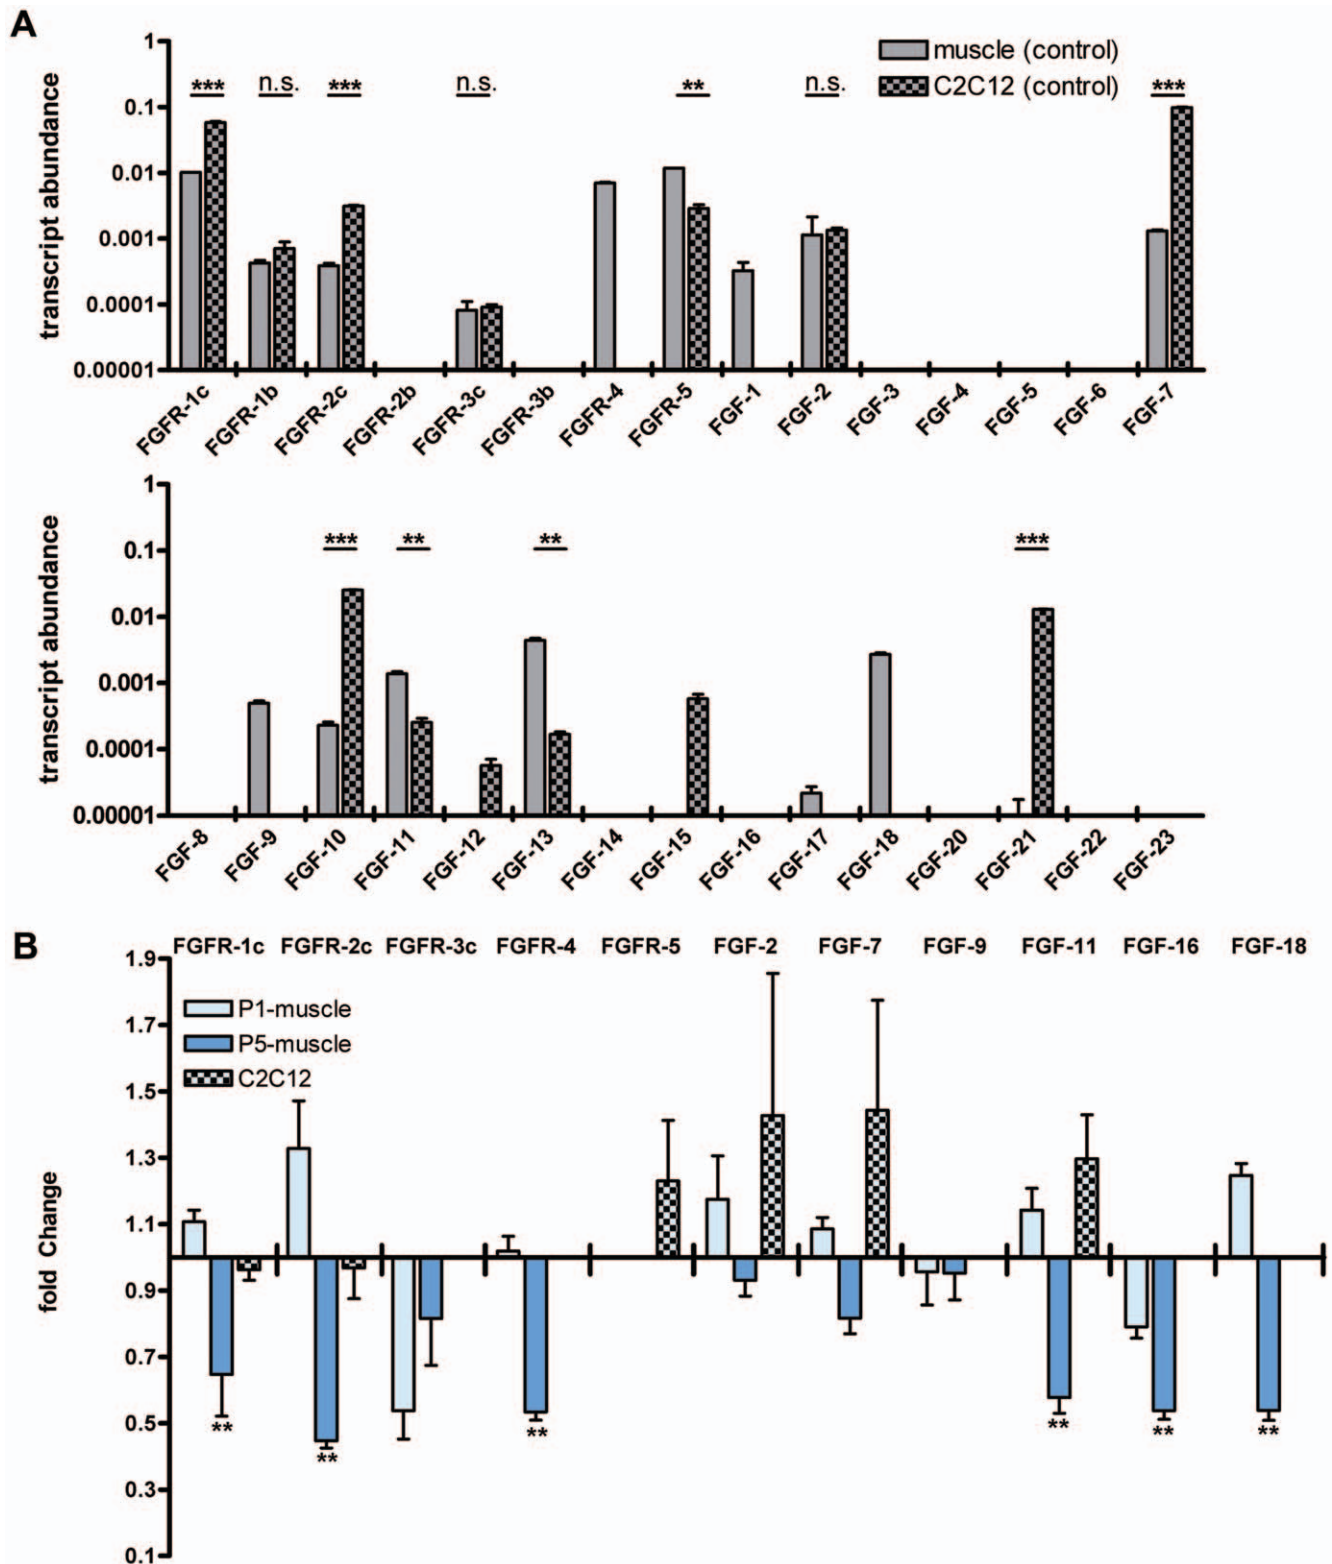 A
1
0.1
0.01
0.001
0.0001
0.00001
transcript abundance
muscle (control)
C2C12 (control)
*** n.s. *** n.s. ** n.s. ***
FGFR-1c FGFR-1b FGFR-2c FGFR-2b FGFR-3c FGFR-3b FGFR-4 FGFR-5 FGF-1 FGF-2 FGF-3 FGF-4 FGF-5 FGF-6 FGF-7
1
0.1
0.01
0.001
0.0001
0.00001
transcript abundance
*** ** ** ***
FGF-8 FGF-9 FGF-10 FGF-11 FGF-12 FGF-13 FGF-14 FGF-15 FGF-16 FGF-17 FGF-18 FGF-20 FGF-21 FGF-22 FGF-23
B
FGFR-1c FGFR-2c FGFR-3c FGFR-4 FGFR-5 FGF-2 FGF-7 FGF-9 FGF-11 FGF-16 FGF-18
1.9
1.7
1.5
1.3
1.1
0.9
0.7
0.5
0.3
0.1
fold Change
P1-muscle
P5-muscle
C2C12
** ** ** ** ** **